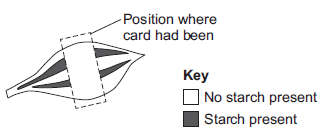 Position where
card had been
Key
No starch present
Starch present